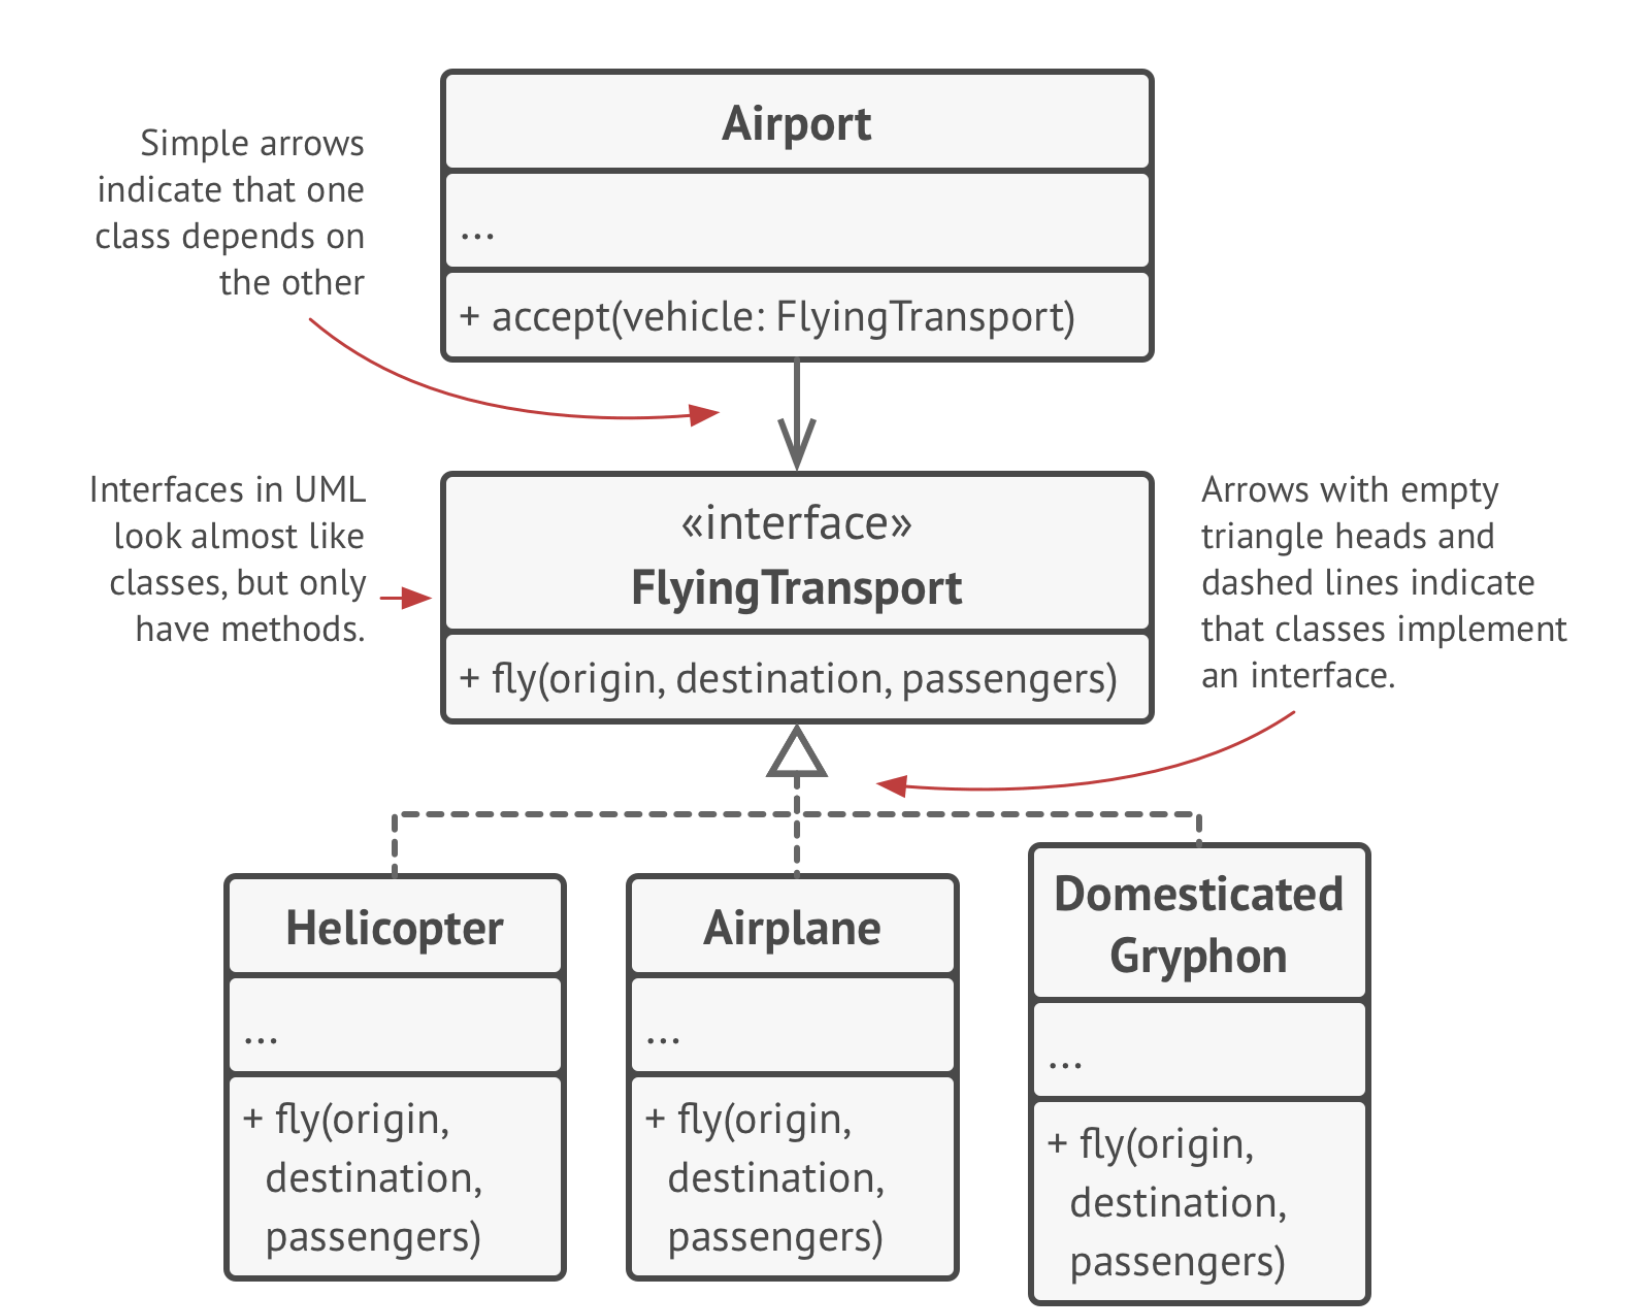 Airport
...
+ accept(vehicle: FlyingTransport)
Simple arrows
indicate that one
class depends on
the other
Interfaces in UML
look almost like
classes, but only
have methods.
«interface»
FlyingTransport
+ fly(origin, destination, passengers)
Arrows with empty
triangle heads and
dashed lines indicate
that classes implement
an interface.
Helicopter
...
+ fly(origin,
destination,
passengers)
Airplane
...
+ fly(origin,
destination,
passengers)
Domesticated
Gryphon
...
+ fly(origin,
destination,
passengers)